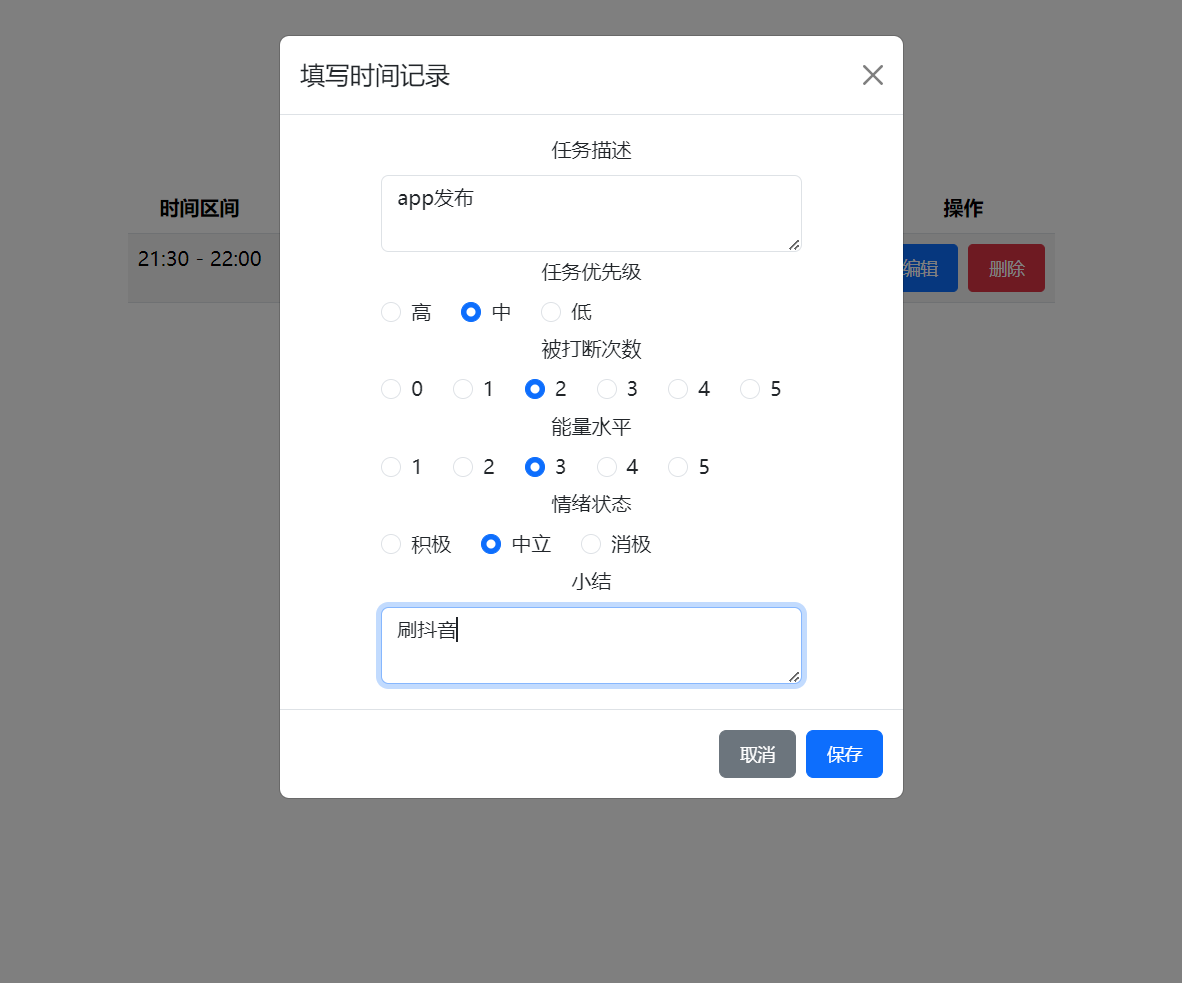 填写时间记录
任务描述
app发布
时间区间 操作
任务优先级
高 中 低
21:30 - 22:00 编辑 删除
被打断次数
0 1 2 3 4 5
能量水平
1 2 3 4 5
情绪状态
积极 中立 消极
小结
刷抖音
取消 保存